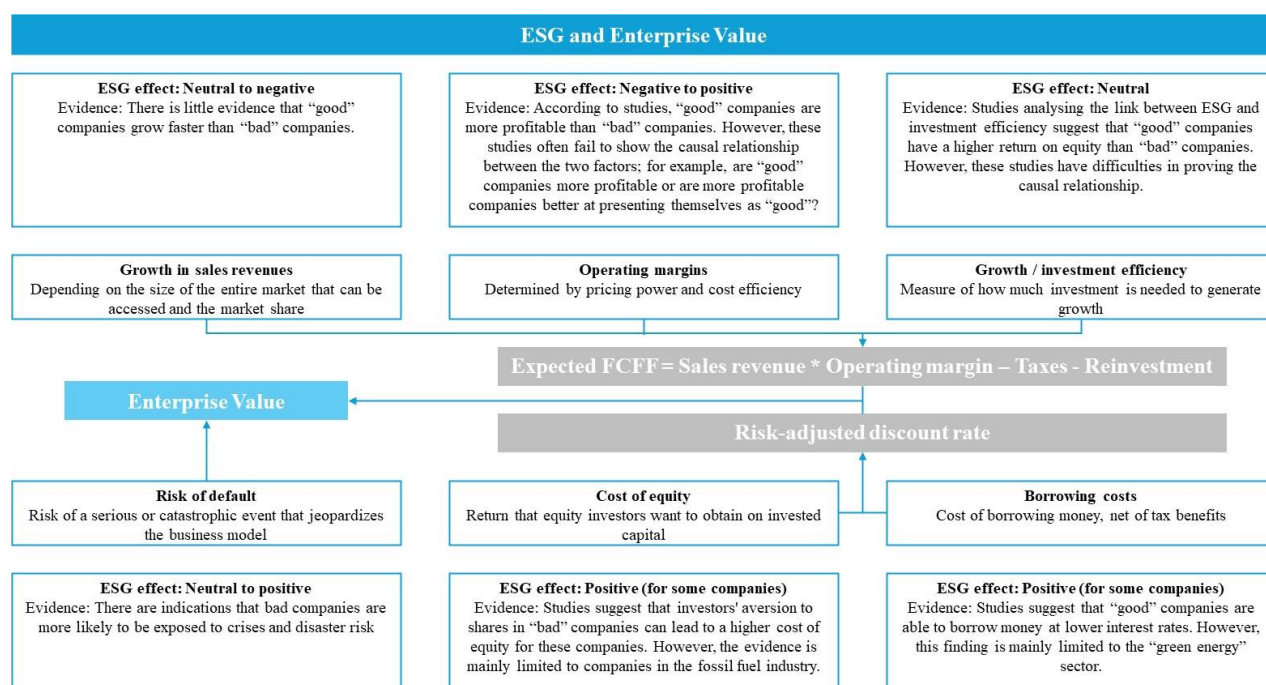 ESG and Enterprise Value
ESG effect: Neutral to negative
Evidence: There is little evidence that “good”
companies grow faster than “bad” companies.
ESG effect: Negative to positive
Evidence: According to studies, “good” companies are
more profitable than “bad” companies. However, these
studies often fail to show the causal relationship
between the two factors; for example, are “good”
companies more profitable or are more profitable
companies better at presenting themselves as “good”?
ESG effect: Neutral
Evidence: Studies analysing the link between ESG and
investment efficiency suggest that “good” companies
have a higher return on equity than “bad” companies.
However, these studies have difficulties in proving the
causal relationship.
Growth in sales revenues
Depending on the size of the entire market that can be
accessed and the market share
Operating margins
Determined by pricing power and cost efficiency
Growth / investment efficiency
Measure of how much investment is needed to generate
growth
Expected FCFF= Sales revenue * Operating margin – Taxes - Reinvestment
Enterprise Value
Risk-adjusted discount rate
Risk of default
Risk of a serious or catastrophic event that jeopardizes
the business model
Cost of equity
Return that equity investors want to obtain on invested
capital
Borrowing costs
Cost of borrowing money, net of tax benefits
ESG effect: Neutral to positive
Evidence: There are indications that bad companies are
more likely to be exposed to crises and disaster risk
ESG effect: Positive (for some companies)
Evidence: Studies suggest that investors' aversion to
shares in “bad” companies can lead to a higher cost of
equity for these companies. However, the evidence is
mainly limited to companies in the fossil fuel industry.
ESG effect: Positive (for some companies)
Evidence: Studies suggest that “good” companies are
able to borrow money at lower interest rates. However,
this finding is mainly limited to the “green energy”
sector.